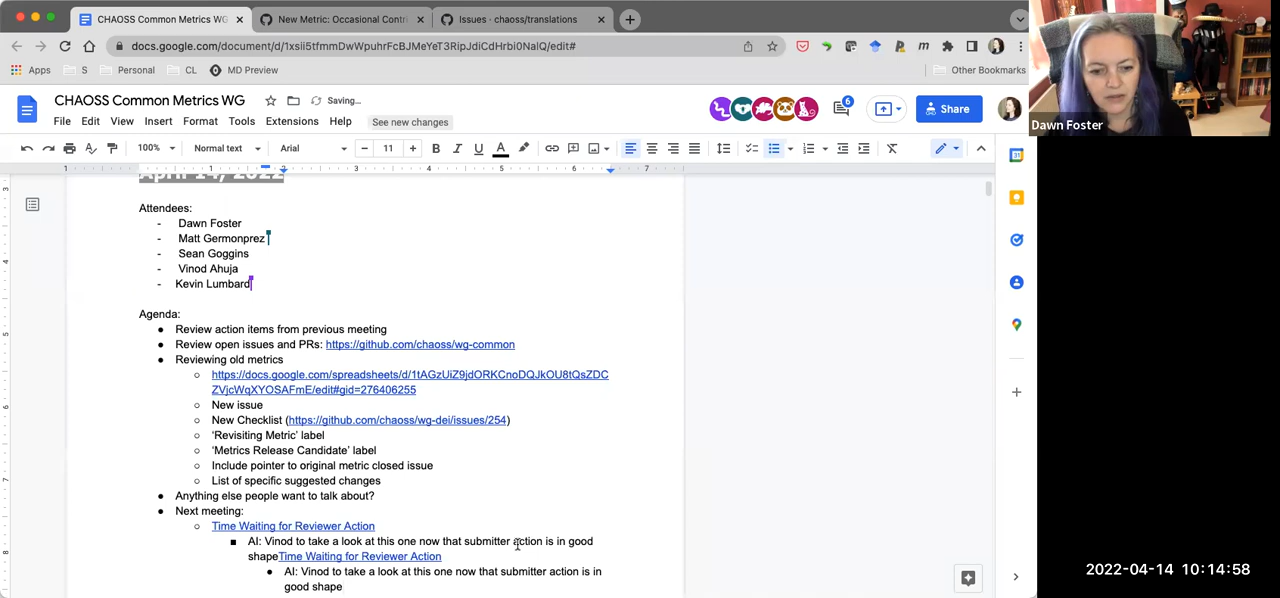 CHAOSS Common Metrics WG
New Metric: Occasional Contri
Issues · chaoss/translations
docs.google.com/document/d/1xsii5tfmmDwWpuhrFcBJMeYeT3RipJdiCdHrbi0NalQ/edit#
Apps
S
Personal
CL
MD Preview
Other Bookmarks
CHAOSS Common Metrics WG
Saving...
File Edit View Insert Format Tools Extensions Help
See new changes
6
Share
100%
Normal text
Arial
11
April 14, 2022
Attendees:
- Dawn Foster
- Matt Germonprez
- Sean Goggins
- Vinod Ahuja
- Kevin Lumbard
Agenda:
● Review action items from previous meeting
● Review open issues and PRs: https://github.com/chaoss/wg-common
● Reviewing old metrics
○ https://docs.google.com/spreadsheets/d/1tAGzUiZ9jdORKCnoDQJkOU8tQsZDC
ZVjcWqXYOSAFmE/edit#gid=276406255
○ New issue
○ New Checklist (https://github.com/chaoss/wg-dei/issues/254)
○ ‘Revisiting Metric’ label
○ ‘Metrics Release Candidate’ label
○ Include pointer to original metric closed issue
○ List of specific suggested changes
● Anything else people want to talk about?
● Next meeting:
○ Time Waiting for Reviewer Action
■ AI: Vinod to take a look at this one now that submitter action is in good
shapeTime Waiting for Reviewer Action
● AI: Vinod to take a look at this one now that submitter action is in
good shape
Dawn Foster
2022-04-14 10:14:58